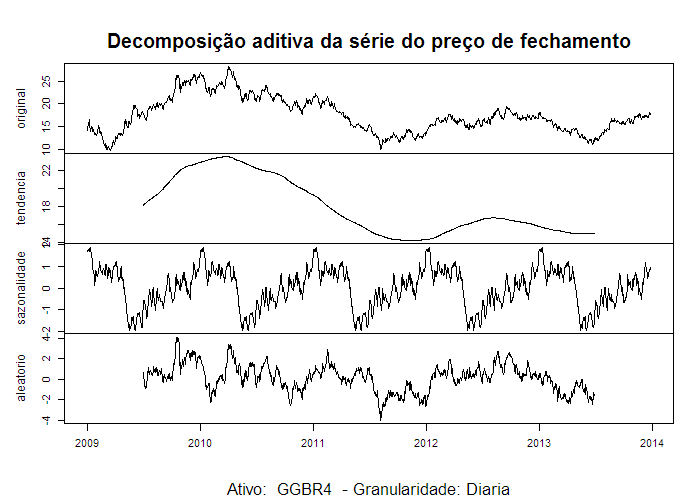 Decomposição aditiva da série do preço de fechamento
original
10 15 20 25
tendencia
14 18 22
sazonalidade
-2 -1 0 1 2
aleatorio
-4 -2 0 2 4
2009 2010 2011 2012 2013 2014
Ativo: GGBR4 - Granularidade: Diaria